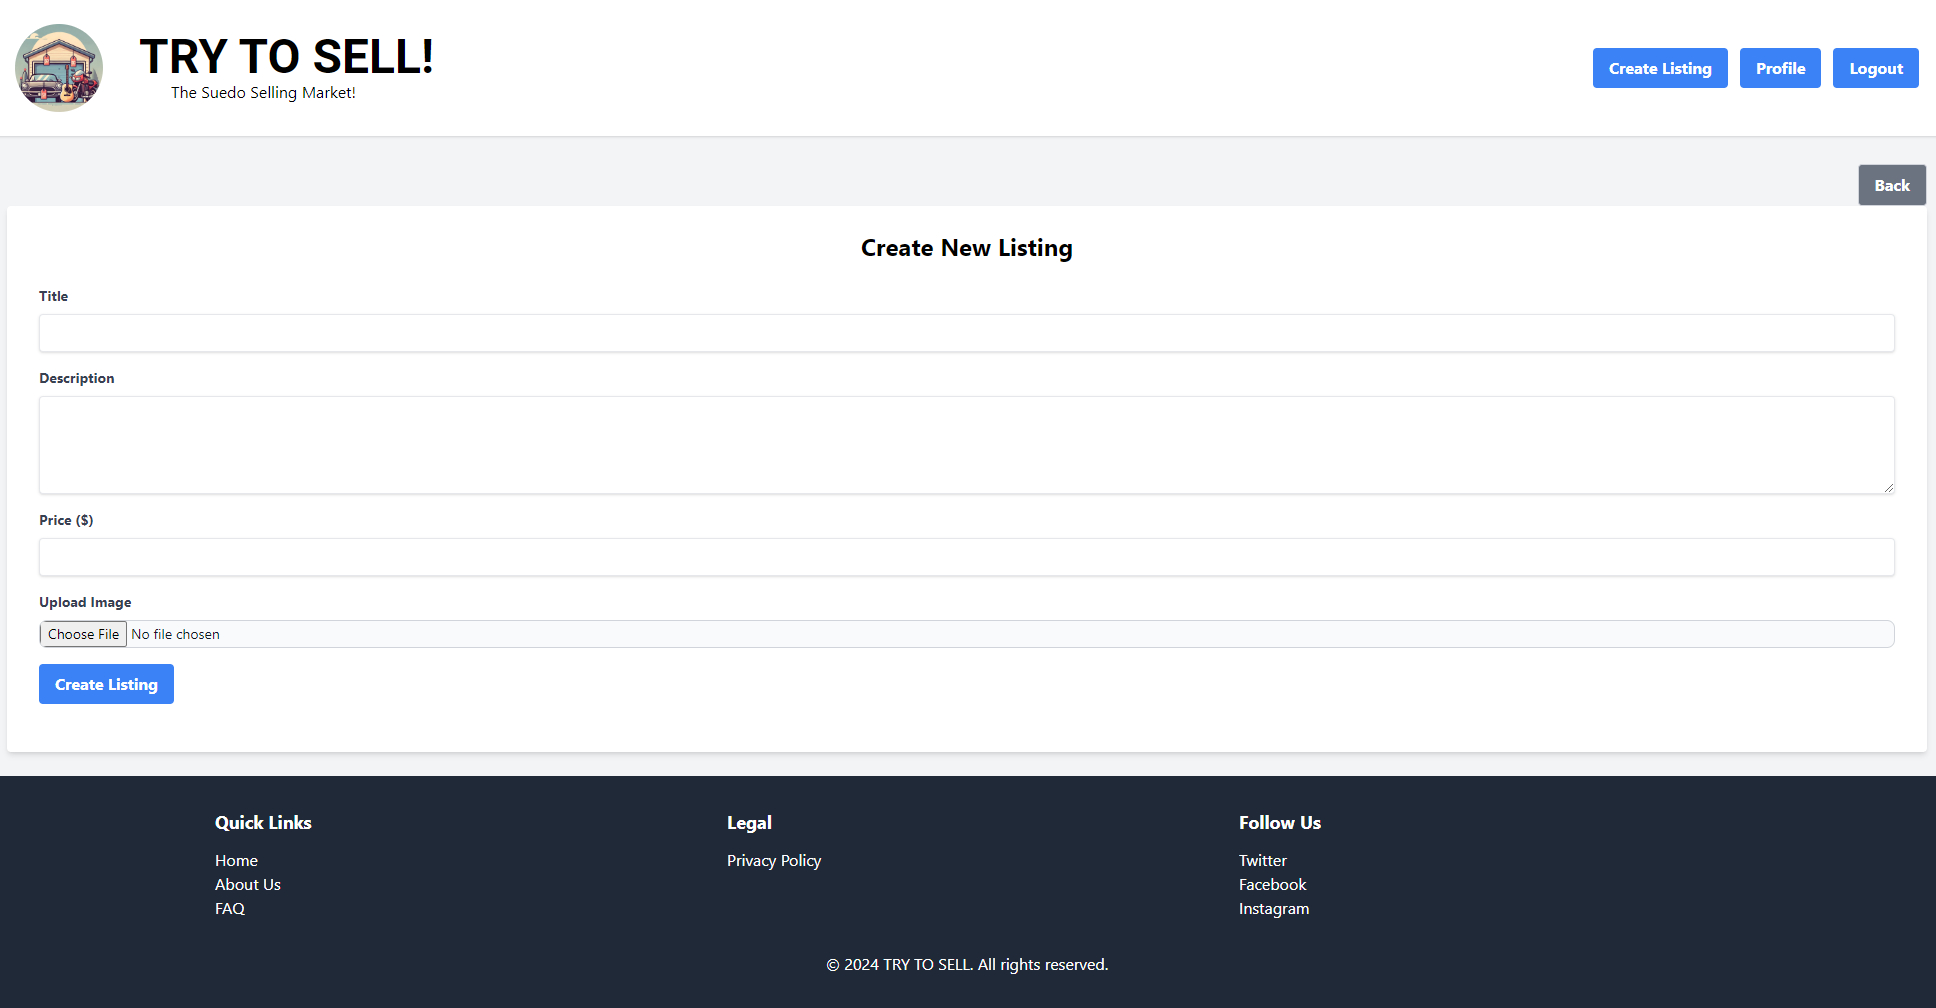 TRY TO SELL!
The Suedo Selling Market!
Create Listing
Profile
Logout
Back
Create New Listing
Title
Description
Price ($)
Upload Image
Choose File No file chosen
Create Listing
Quick Links
Home
About Us
FAQ
Legal
Privacy Policy
Follow Us
Twitter
Facebook
Instagram
© 2024 TRY TO SELL. All rights reserved.